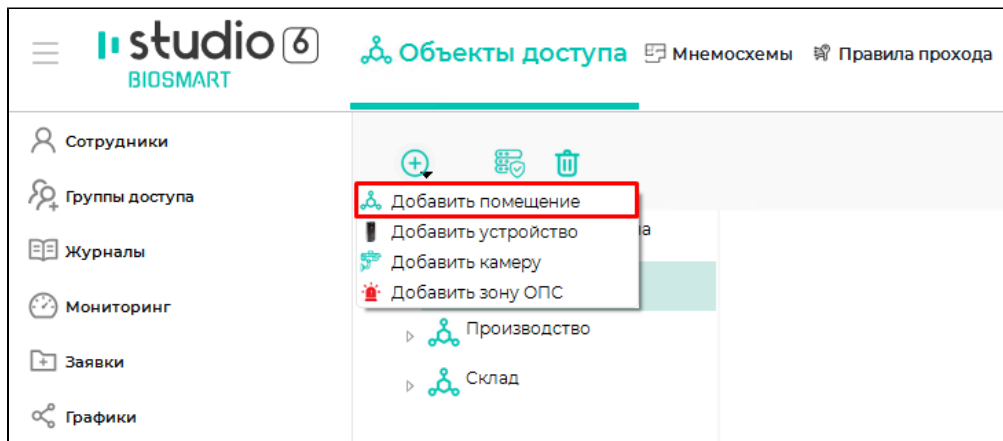 studio 6
BIOSMART
Объекты доступа
Мнемосхемы
Правила прохода
Сотрудники
Группы доступа
Журналы
Мониторинг
Заявки
Графики
Добавить помещение
Добавить устройство
Добавить камеру
Добавить зону ОПС
Производство
Склад